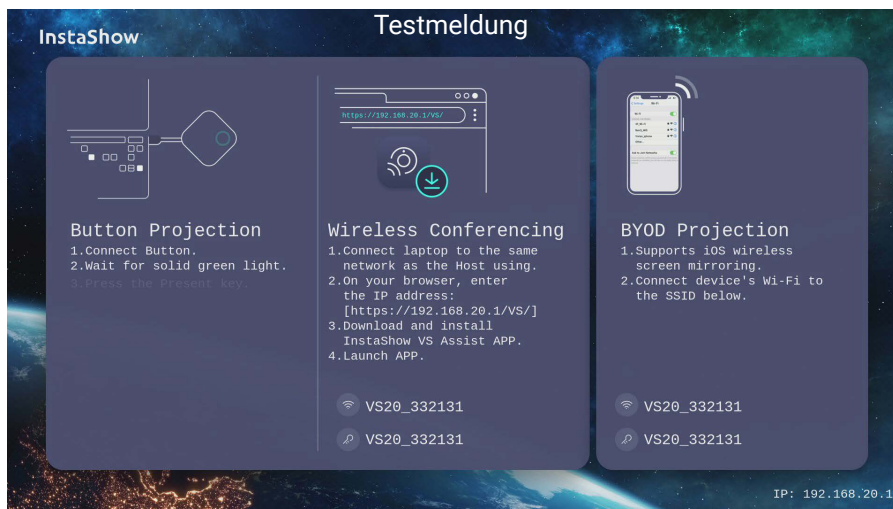 InstaShow
Testmeldung
https://192.168.20.1/VS/
Button Projection
1.Connect Button.
2.Wait for solid green light.
3.Press the Present key.
Wireless Conferencing
1.Connect laptop to the same
network as the Host using.
2.On your browser, enter
the IP address:
[https://192.168.20.1/VS/]
3.Download and install
InstaShow VS Assist APP.
4.Launch APP.
VS20_332131
VS20_332131
Wi-Fi
BYOD Projection
1.Supports iOS wireless
screen mirroring.
2.Connect device's Wi-Fi to
the SSID below.
VS20_332131
VS20_332131
IP: 192.168.20.1